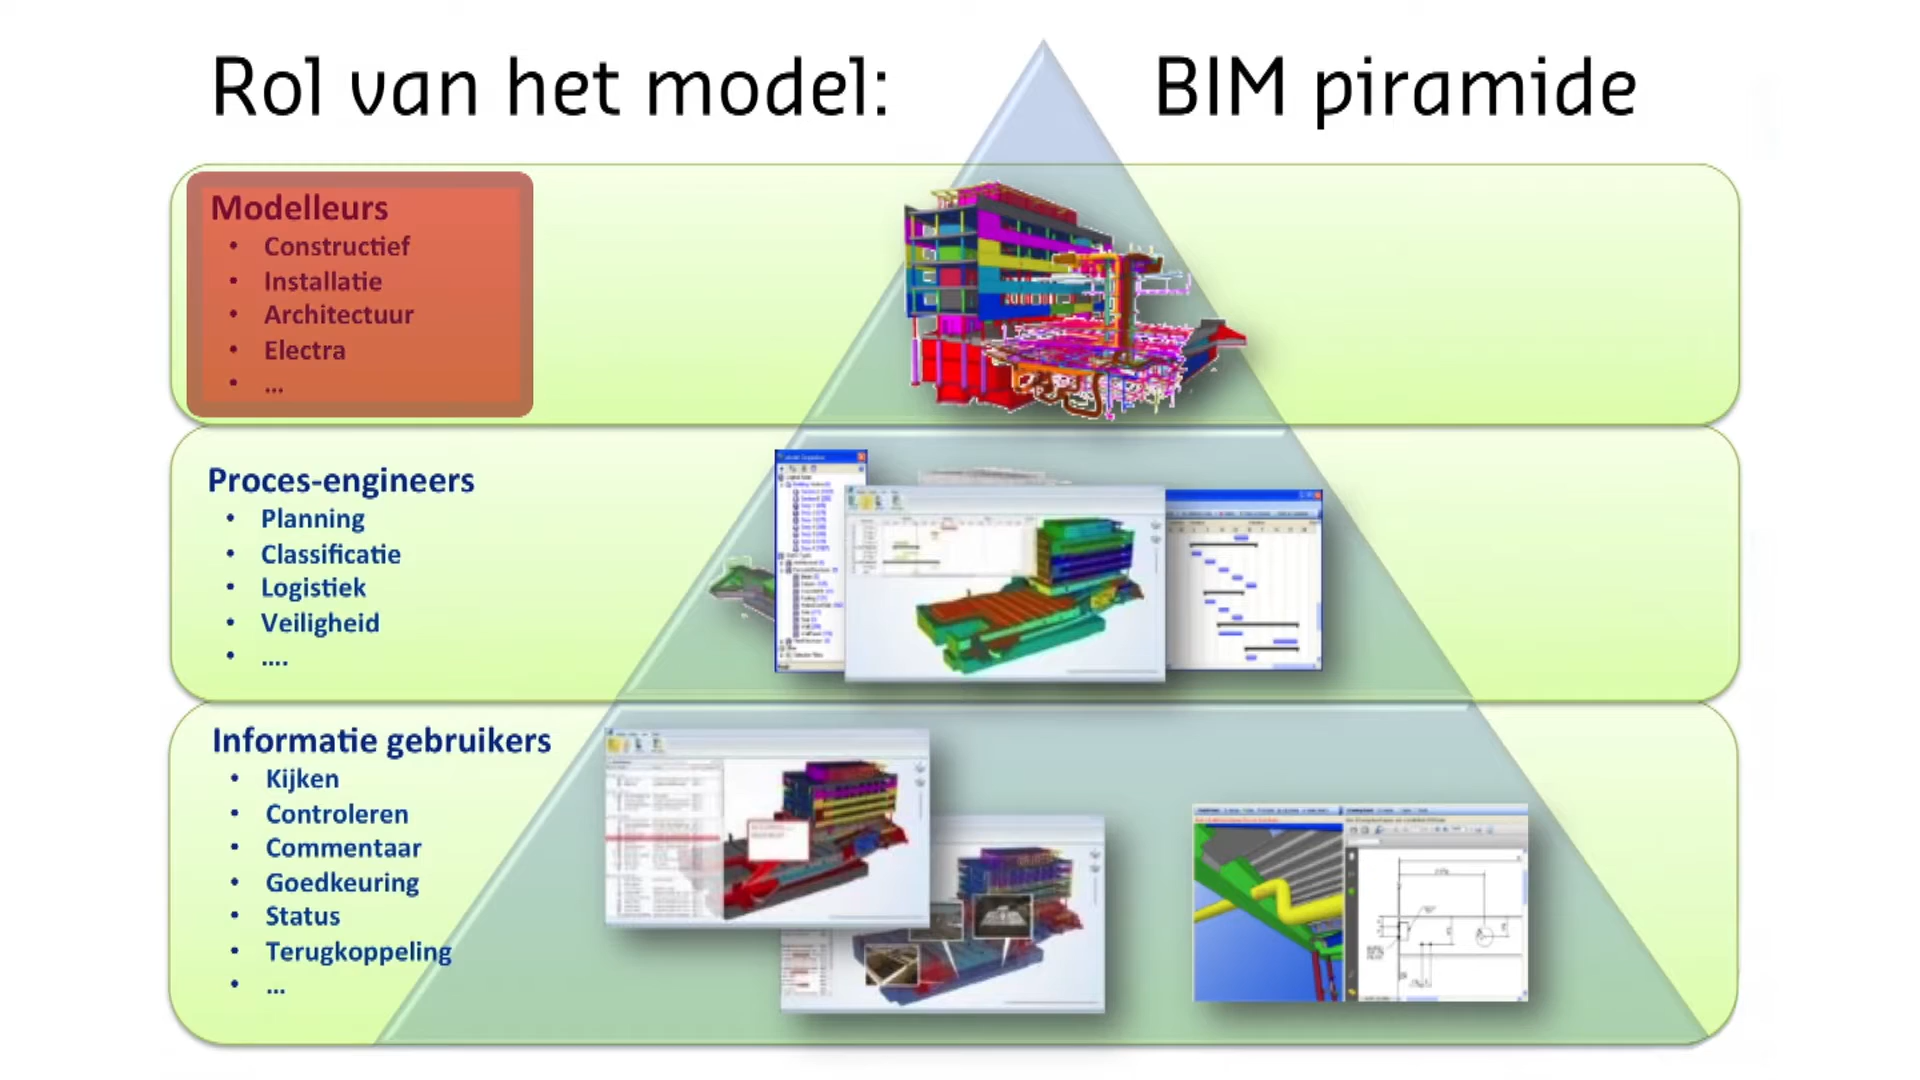 Rol van het model: BIM piramide
Modelleurs
• Constructief
• Installatie
• Architectuur
• Electra
• ...
Proces-engineers
• Planning
• Classificatie
• Logistiek
• Veiligheid
• ....
Informatie gebruikers
• Kijken
• Controleren
• Commentaar
• Goedkeuring
• Status
• Terugkoppeling
• ...